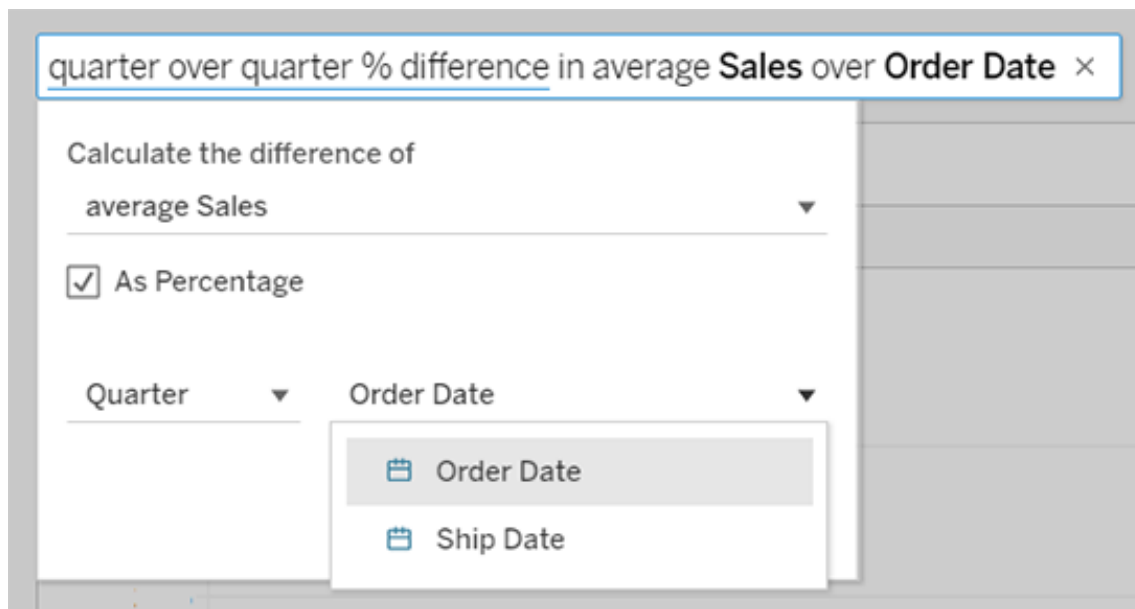 quarter over quarter % difference in average Sales over Order Date ×
Calculate the difference of
average Sales
As Percentage
Quarter Order Date
Order Date
Ship Date